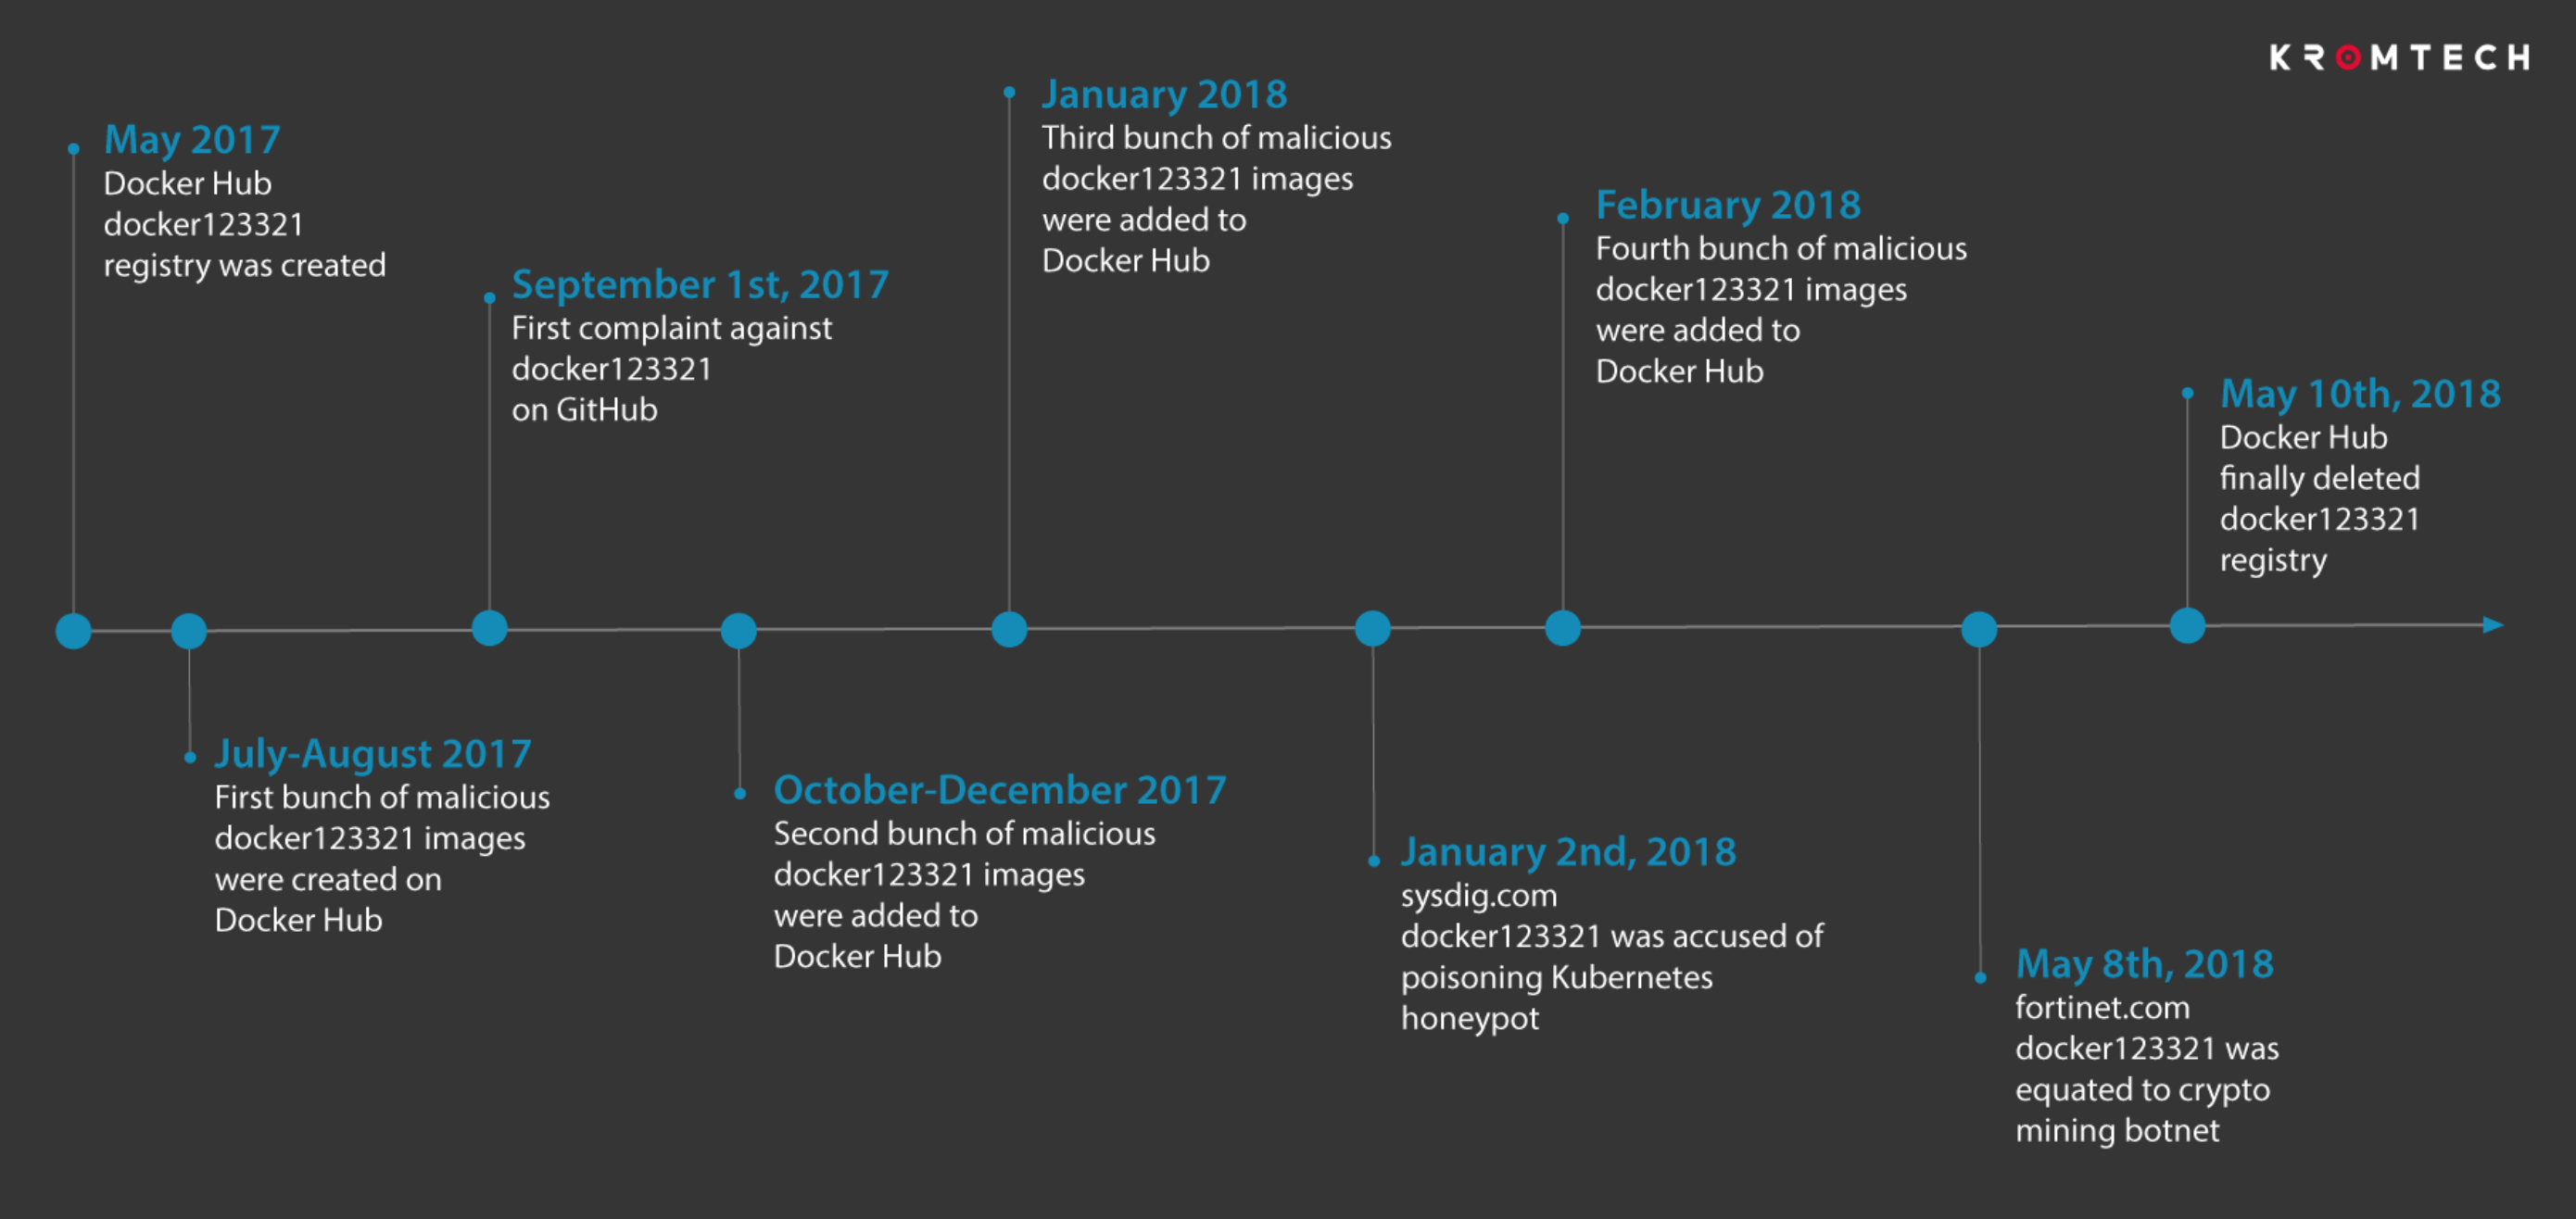 KROMTECH
May 2017
Docker Hub
docker123321
registry was created
July-August 2017
First bunch of malicious
docker123321 images
were created on
Docker Hub
September 1st, 2017
First complaint against
docker123321
on GitHub
October-December 2017
Second bunch of malicious
docker123321 images
were added to
Docker Hub
January 2018
Third bunch of malicious
docker123321 images
were added to
Docker Hub
January 2nd, 2018
sysdig.com
docker123321 was accused of
poisoning Kubernetes
honeypot
February 2018
Fourth bunch of malicious
docker123321 images
were added to
Docker Hub
May 8th, 2018
fortinet.com
docker123321 was
equated to crypto
mining botnet
May 10th, 2018
Docker Hub
finally deleted
docker123321
registry